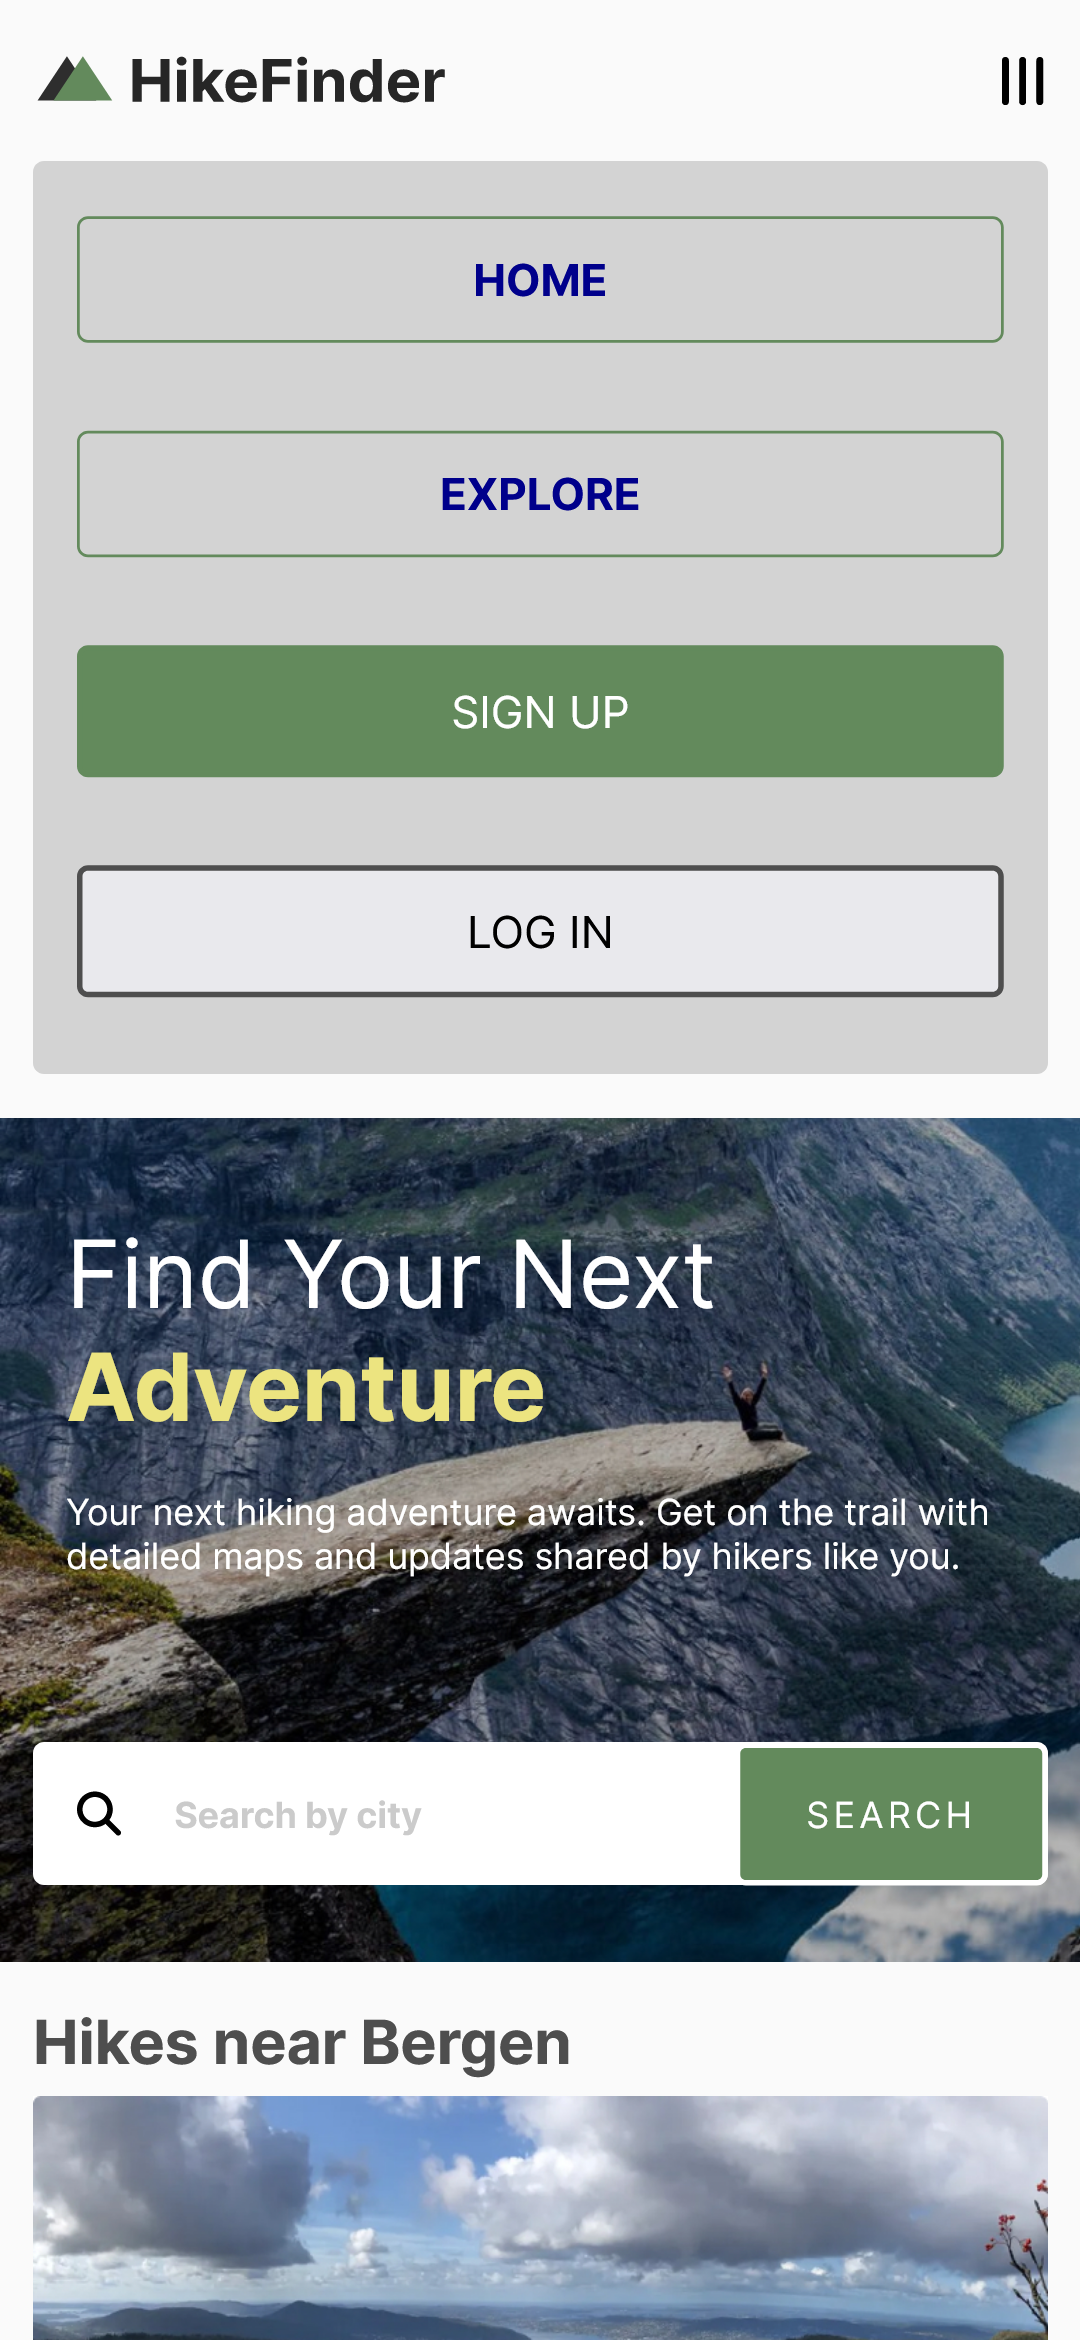 HikeFinder
HOME
EXPLORE
SIGN UP
LOG IN
Find Your Next
Adventure
Your next hiking adventure awaits. Get on the trail with
detailed maps and updates shared by hikers like you.
Search by city
SEARCH
Hikes near Bergen